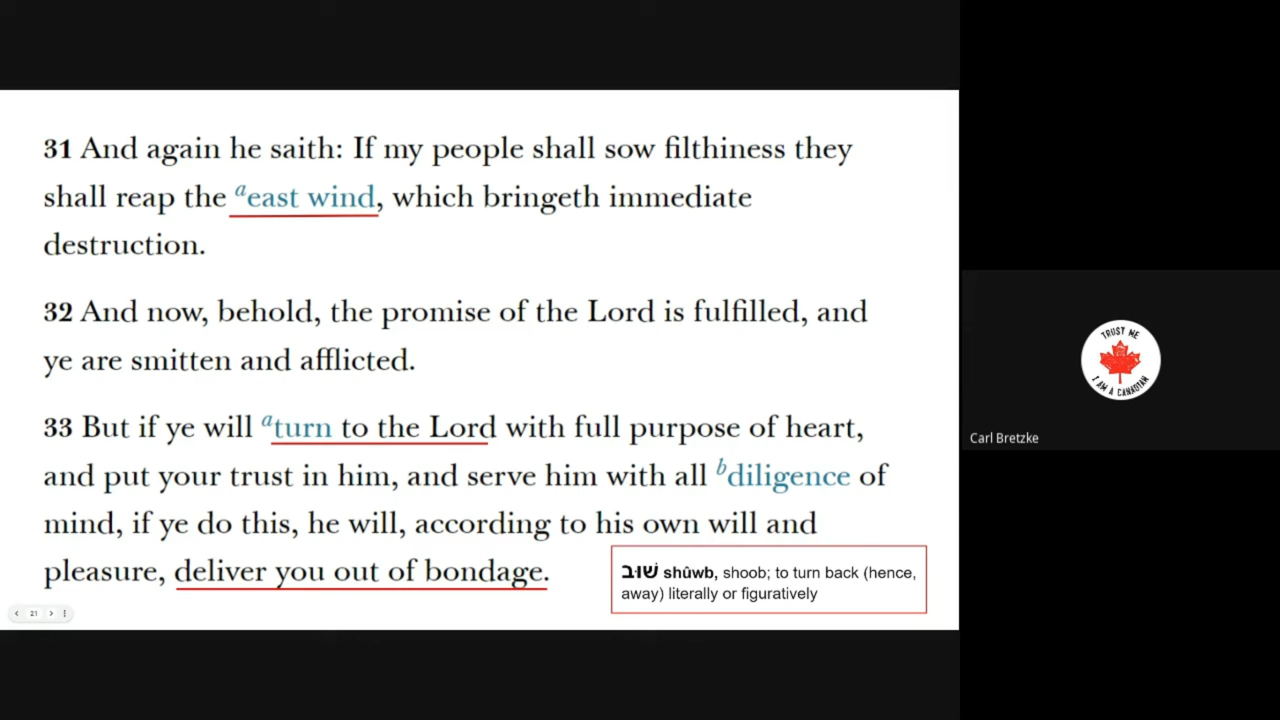 31 And again he saith: If my people shall sow filthiness they
shall reap the a east wind, which bringeth immediate
destruction.
32 And now, behold, the promise of the Lord is fulfilled, and
ye are smitten and afflicted.
33 But if ye will a turn to the Lord with full purpose of heart,
and put your trust in him, and serve him with all b diligence of
mind, if ye do this, he will, according to his own will and
pleasure, deliver you out of bondage.
שׁוּב shûwb, shoob; to turn back (hence,
away) literally or figuratively
21
TRUST ME
I AM A CANADIAN
Carl Bretzke